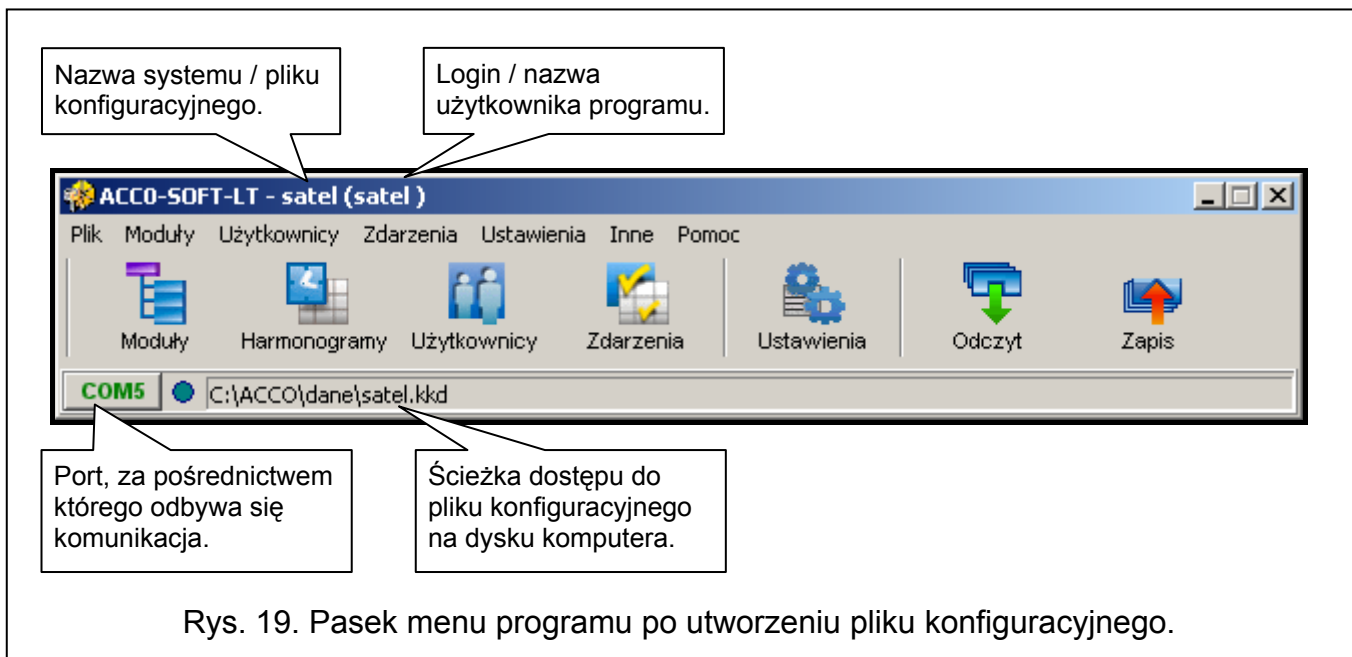 Nazwa systemu / pliku
konfiguracyjnego.
Login / nazwa
użytkownika programu.
ACCO-SOFT-LT - satel (satel )
Plik Moduły Użytkownicy Zdarzenia Ustawienia Inne Pomoc
Moduły Harmonogramy Użytkownicy Zdarzenia Ustawienia Odczyt Zapis
COM5 C:\ACCO\dane\satel.kkd
Port, za pośrednictwem
którego odbywa się
komunikacja.
Ścieżka dostępu do
pliku konfiguracyjnego
na dysku komputera.
Rys. 19. Pasek menu programu po utworzeniu pliku konfiguracyjnego.